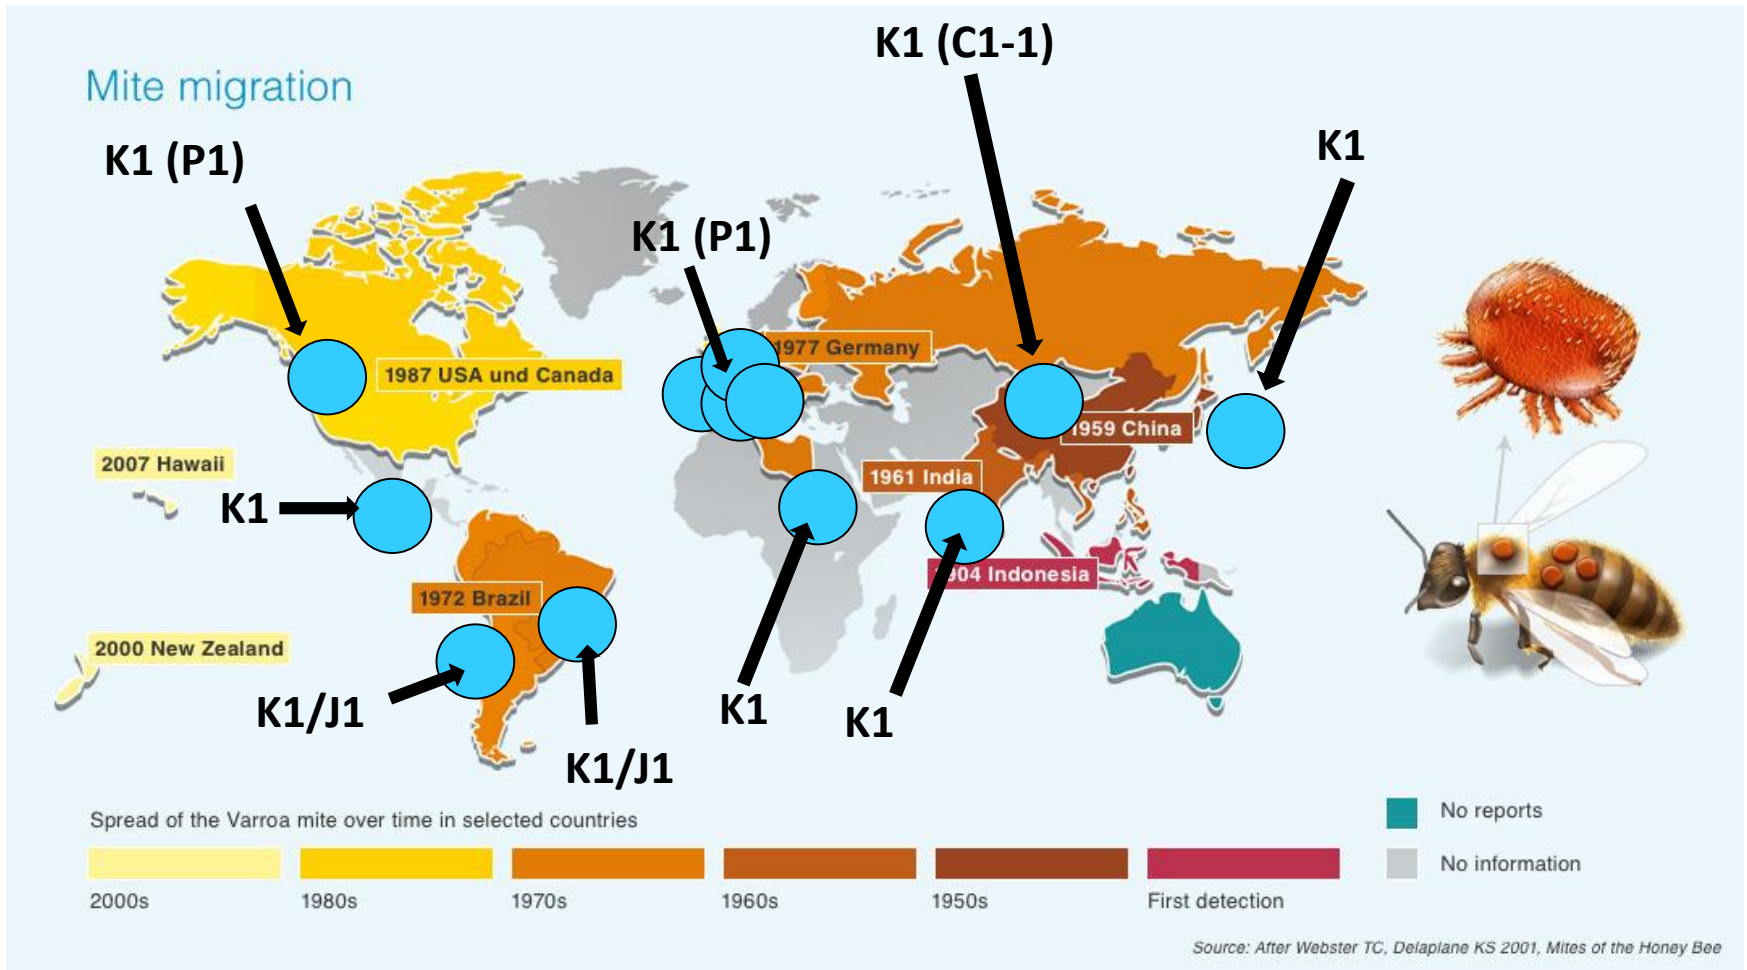 K1 (C1-1)
Mite migration
K1 (P1)
K1
K1 (P1)
1977 Germany
1987 USA und Canada
1959 China
2007 Hawaii
1961 India
K1
1904 Indonesia
1972 Brazil
2000 New Zealand
K1/J1
K1
K1
K1/J1
Spread of the Varroa mite over time in selected countries
No reports
No information
2000s
1980s
1970s
1960s
1950s
First detection
Source: After Webster TC, Delaplane KS 2001, Mites of the Honey Bee